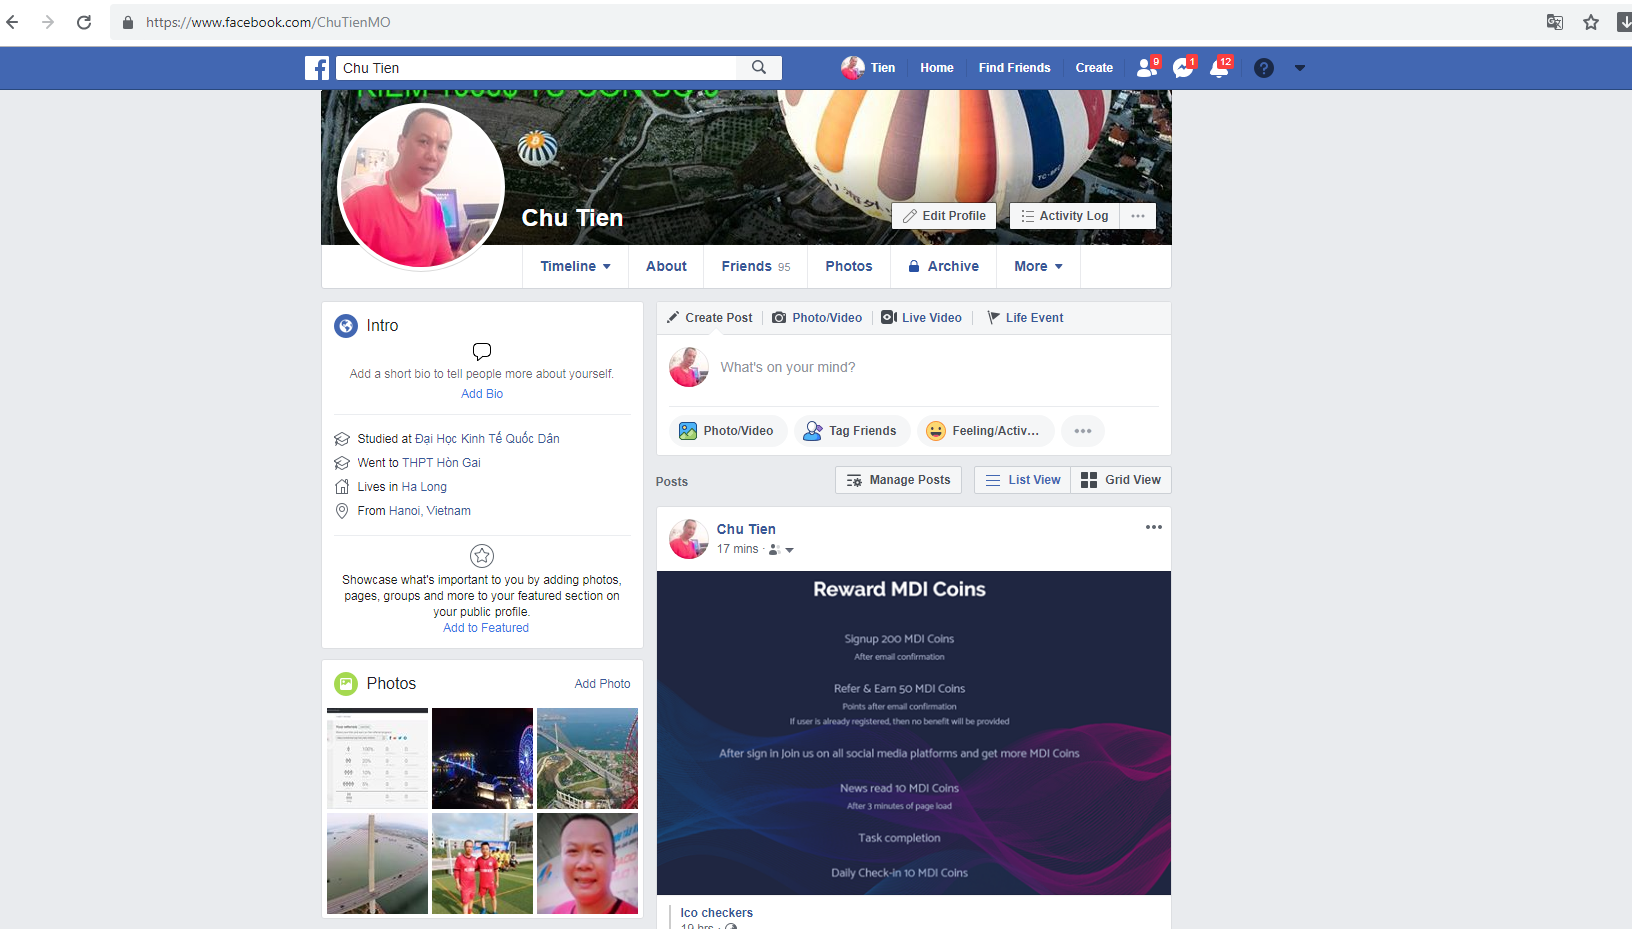 https://www.facebook.com/ChuTienMO
Chu Tien
Tien
Home
Find Friends
Create
9
1
12
Chu Tien
Edit Profile
Activity Log
Timeline
About
Friends 95
Photos
Archive
More
Intro
Add a short bio to tell people more about yourself.
Add Bio
Studied at Đại Học Kinh Tế Quốc Dân
Went to THPT Hòn Gai
Lives in Ha Long
From Hanoi, Vietnam
Showcase what's important to you by adding photos,
pages, groups and more to your featured section on
your public profile.
Add to Featured
Photos
Add Photo
Create Post
Photo/Video
Live Video
Life Event
What's on your mind?
Photo/Video
Tag Friends
Feeling/Activ...
Posts
Manage Posts
List View
Grid View
Chu Tien
17 mins ·
Reward MDI Coins
Signup 200 MDI Coins
After email confirmation
Refer & Earn 50 MDI Coins
Points after email confirmation
If user is already registered, then no benefit will be provided
After sign in Join us on all social media platforms and get more MDI Coins
News read 10 MDI Coins
After 3 minutes of page load
Task completion
Daily Check-in 10 MDI Coins
Ico checkers
19 hrs ·